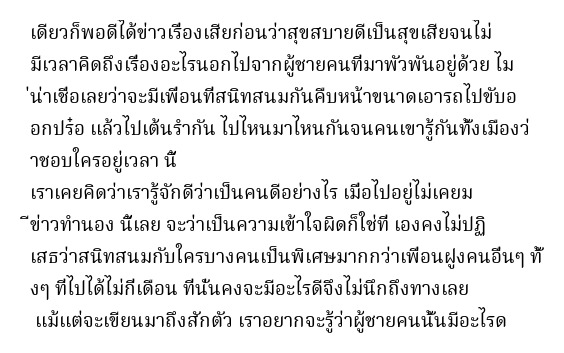 เดียวก็พอดีได้ข่าวเรืองเสียก่อนว่าสุขสบายดีเป็นสุขเสียจนไม่
มีเวลาคิดถึงเรืองอะไรนอกไปจากผู้ชายคนทีมาพัวพันอยู่ด้วย ไม
่น่าเชือเลยว่าจะมีเพือนทีสนิทสนมกันคืบหน้าขนาดเอารถไปขับอ
อกปร๋อ แล้วไปเต้นรำกัน ไปไหนมาไหนกันจนคนเขารู้กันทั้งเมืองว่
าชอบใครอยู่เวลา นี้
เราเคยคิดว่าเรารู้จักดีว่าเป็นคนดีอย่างไร เมือไปอยู่ไม่เคยม
ีข่าวทำนอง นี้เลย จะว่าเป็นความเข้าใจผิดก็ใช่ที เองคงไม่ปฏิ
เสธว่าสนิทสนมกับใครบางคนเป็นพิเศษมากกว่าเพือนฝูงคนอืนๆ ทั้
งๆ ทีไปได้ไม่กีเดือน ทีนั้นคงจะมีอะไรดีจึงไม่นึกถึงทางเลย
แม้แต่จะเขียนมาถึงสักตัว เราอยากจะรู้ว่าผู้ชายคนนั้นมีอะไรด